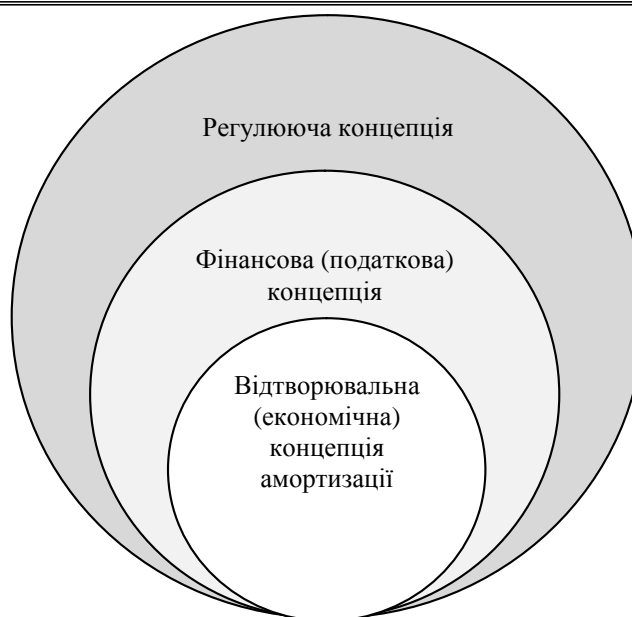 Регулююча концепція
Фінансова (податкова)
концепція
Відтворювальна
(економічна)
концепція
амортизації